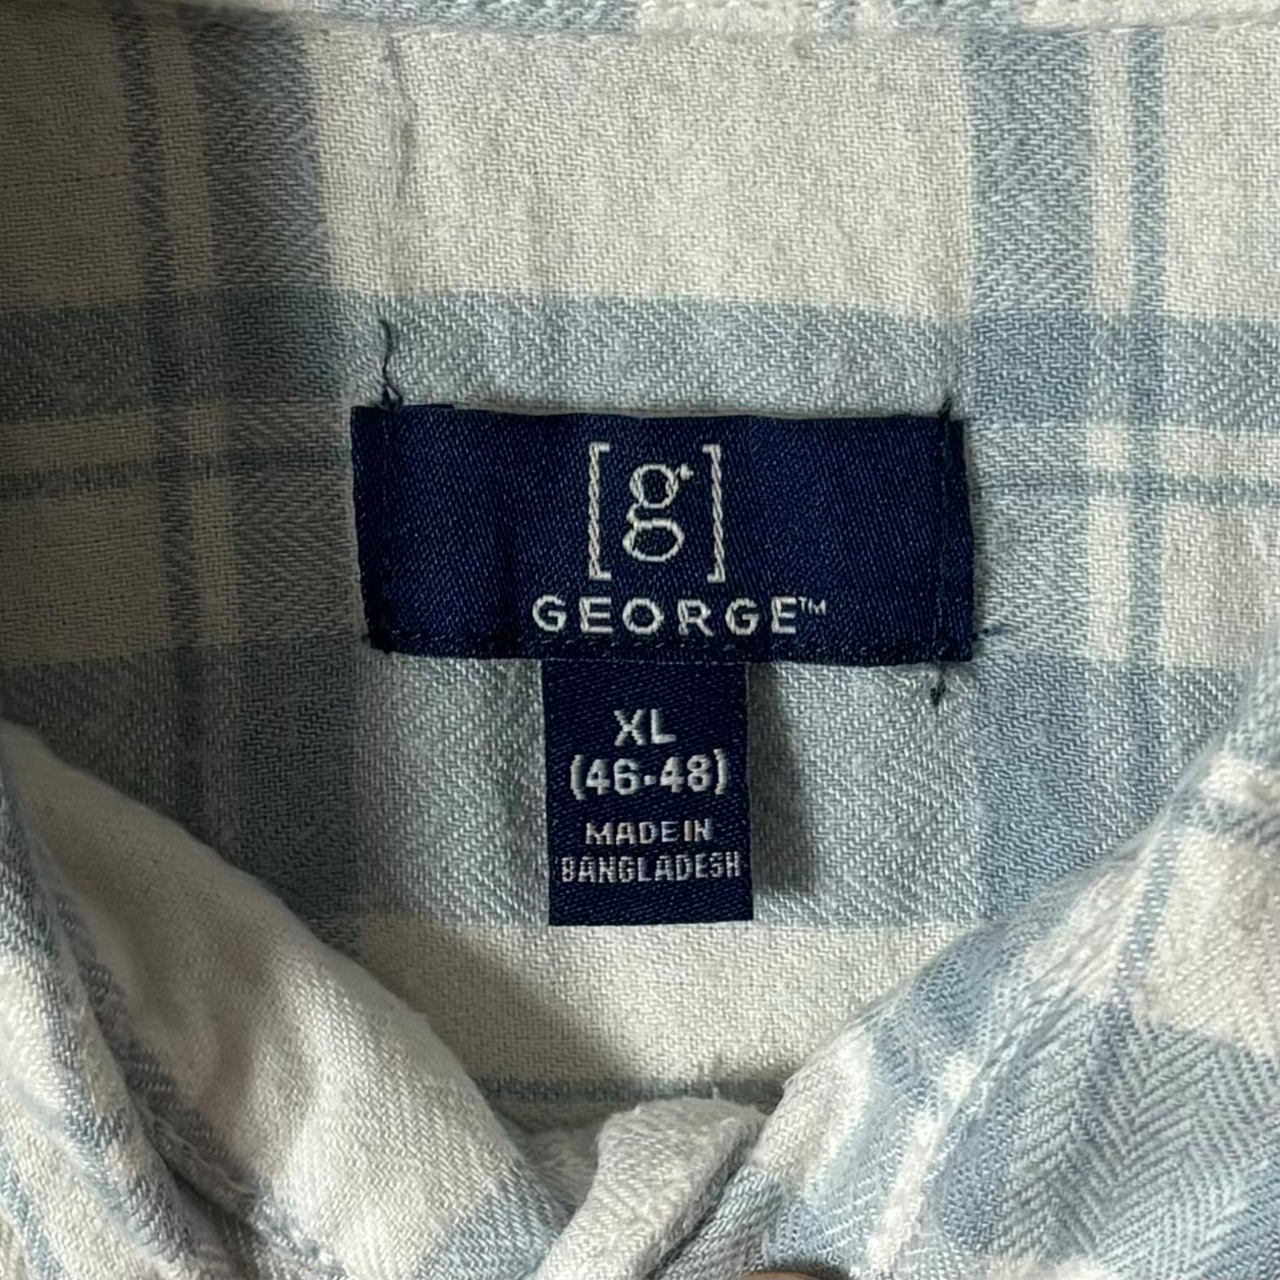 [g]
GEORGE™
XL
(46-48)
MADE IN
BANGLADESH